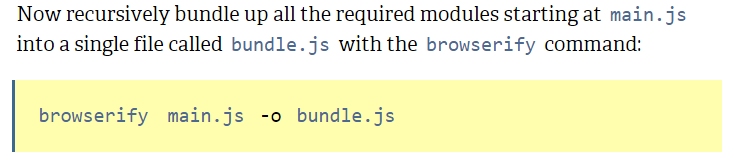 Now recursively bundle up all the required modules starting at main.js
into a single file called bundle.js with the browserify command:
browserify main.js -o bundle.js